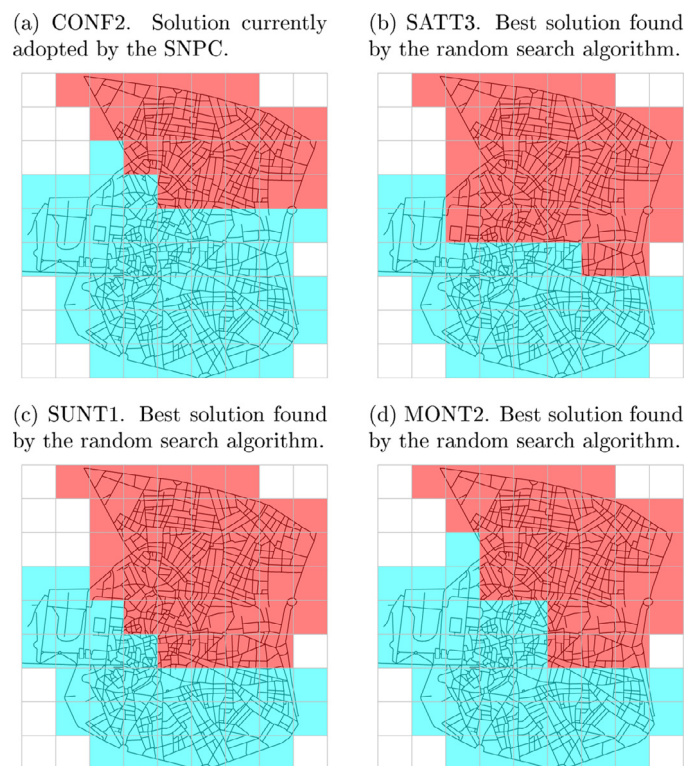 (a) CONF2. Solution currently
adopted by the SNPC.
(b) SATT3. Best solution found
by the random search algorithm.
(c) SUNT1. Best solution found
by the random search algorithm.
(d) MONT2. Best solution found
by the random search algorithm.